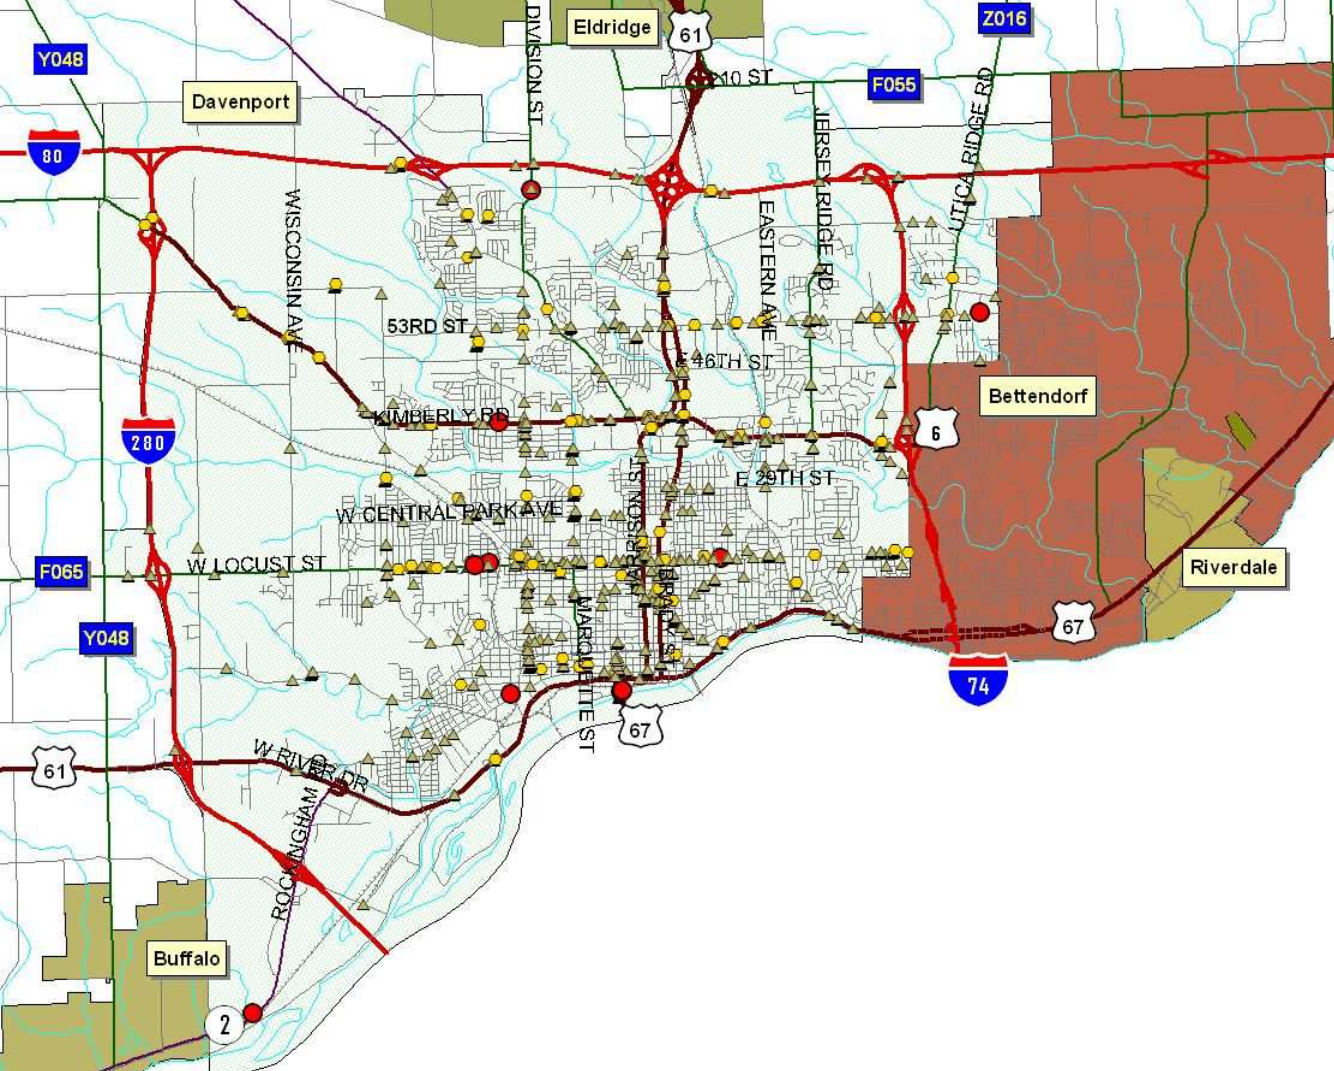 Eldridge
61
Z016
Y048
DIVISION ST
210 ST
F055
Davenport
UTICA RIDGE RD
JERSEY RIDGE RD
80
WISCONSIN AVE
EASTERN AVE
53RD ST
E 46TH ST
Bettendorf
KIMBERLY RD
6
280
E 29TH ST
HARRISON ST
W CENTRAL PARK AVE
W LOCUST ST
F065
Riverdale
BRADY ST
MARQUETTE ST
67
Y048
74
67
W RIVER DR
61
ROCKINGHAM RD
Buffalo
2